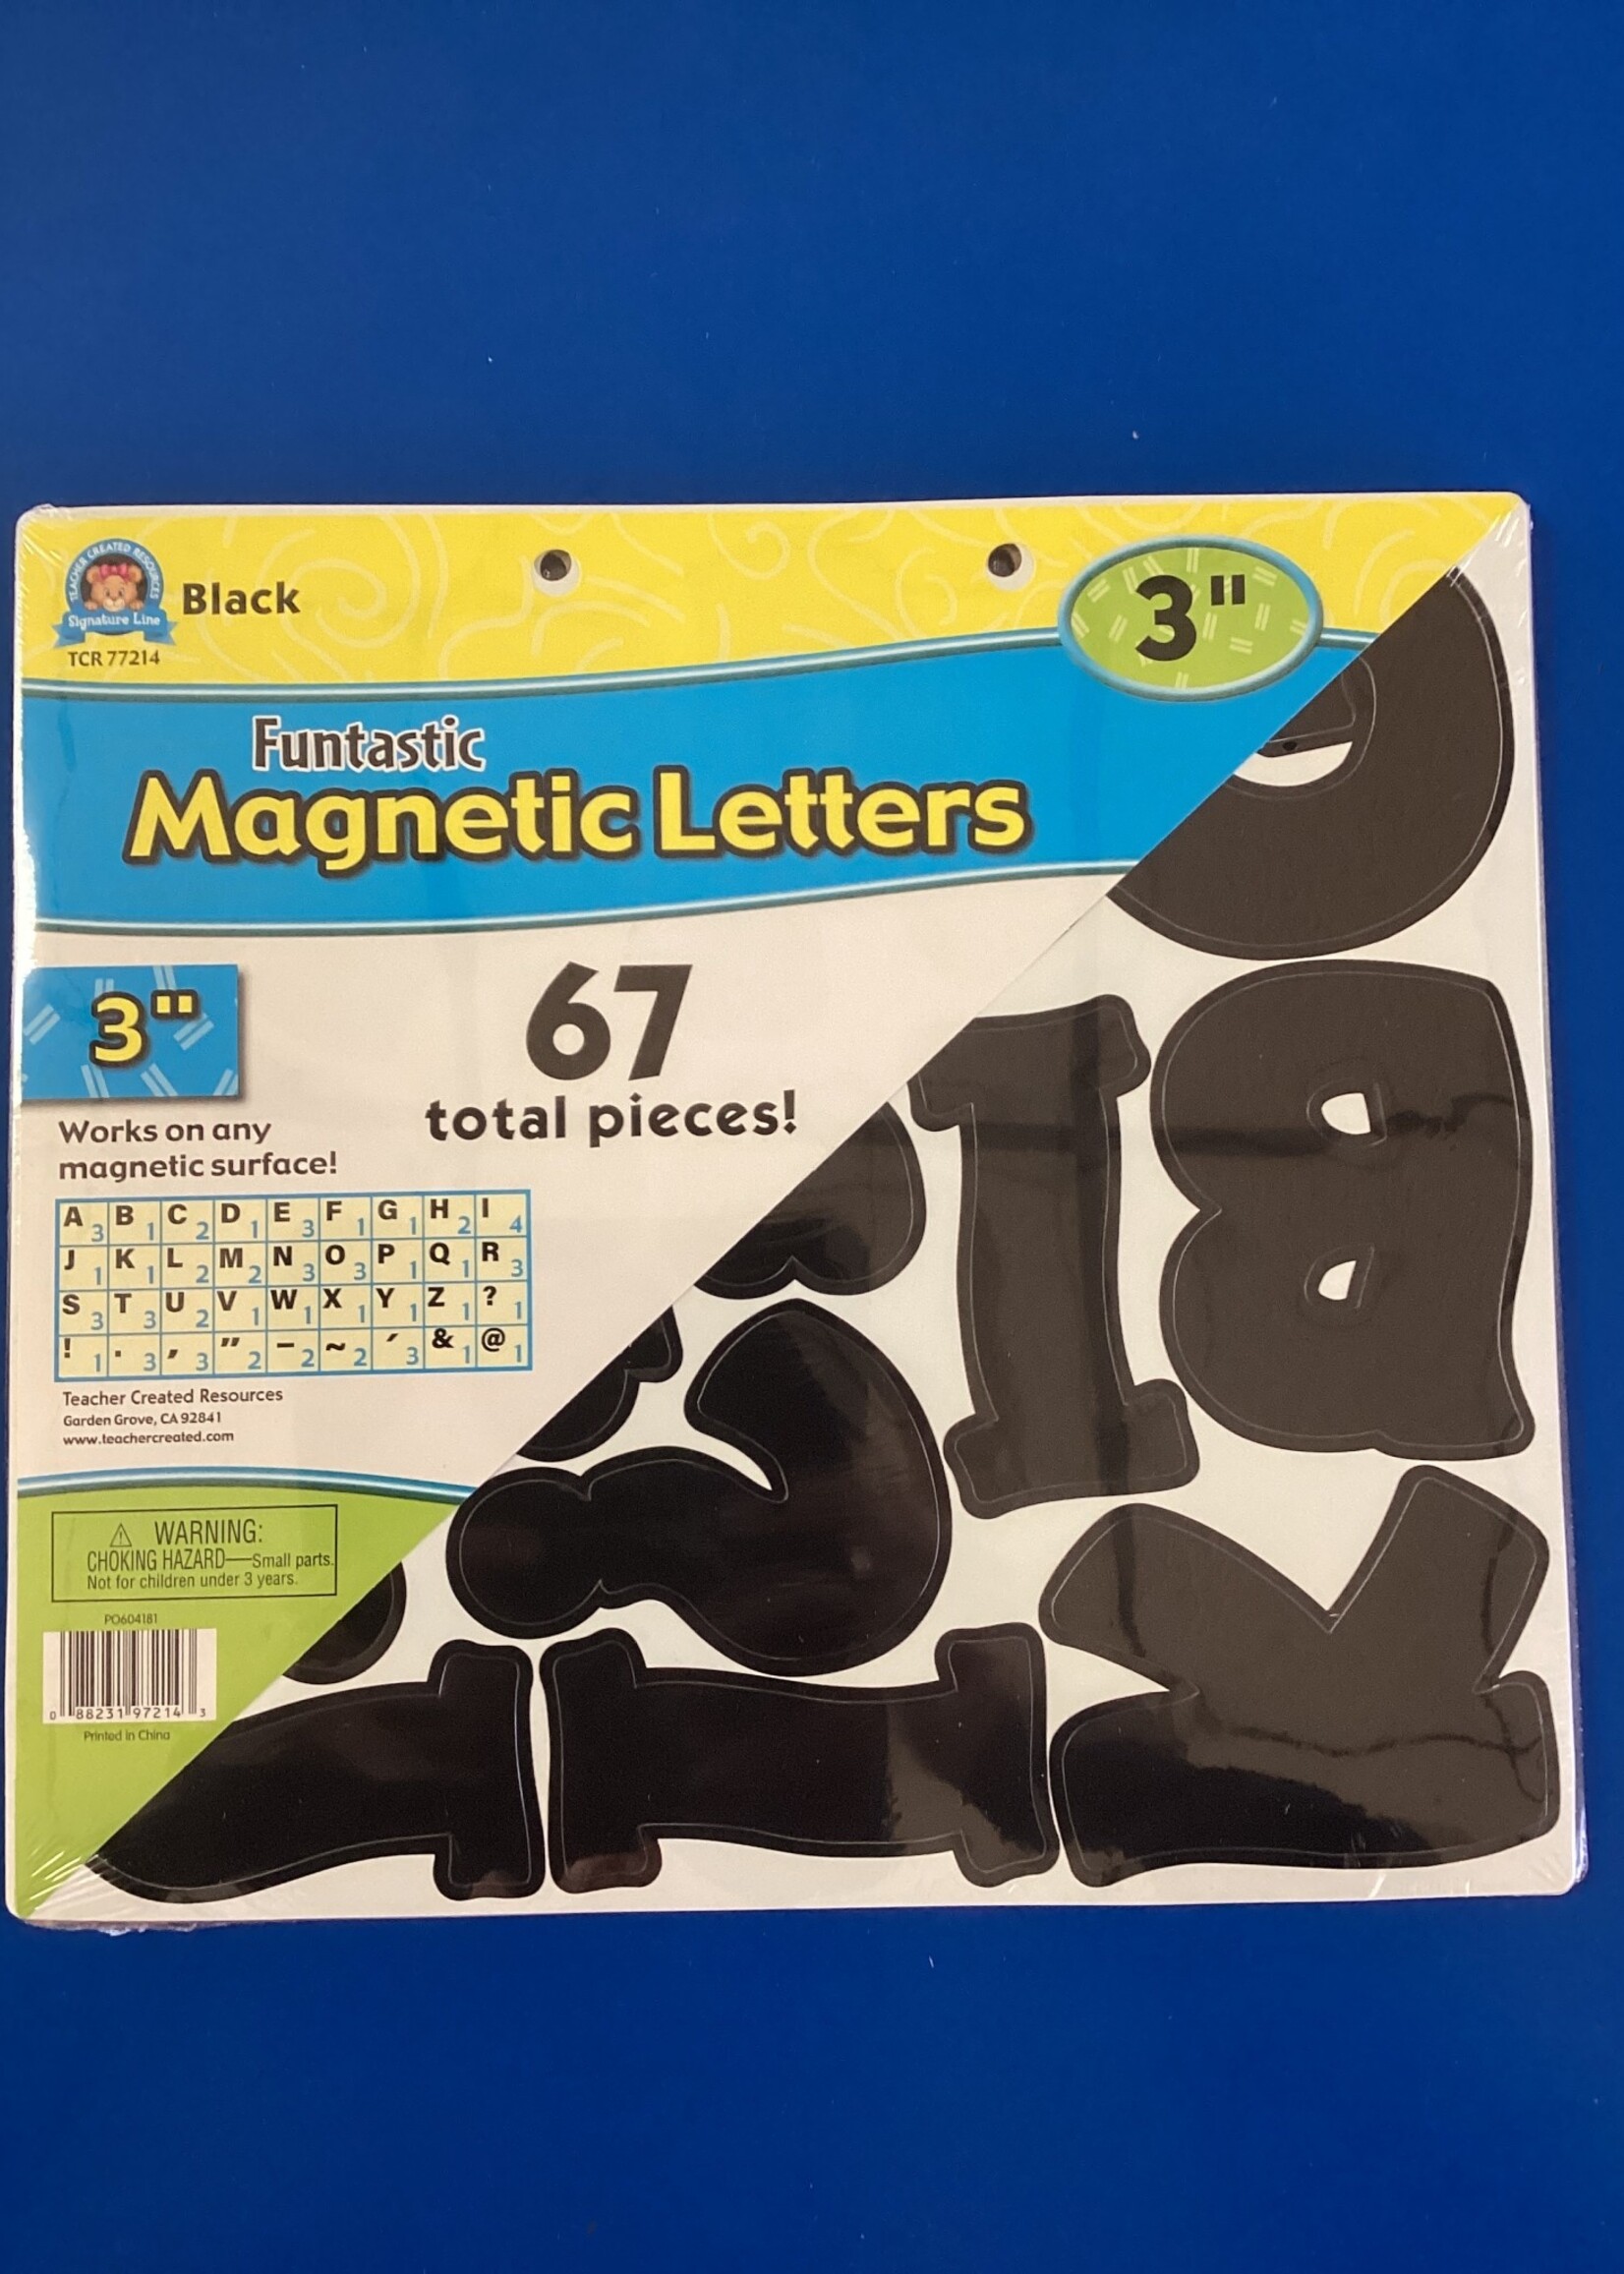 TEACHER CREATED RESOURCES
Signature Line
Black
TCR 77214
3"
Funtastic
Magnetic Letters
3"
67
total pieces!
Works on any
magnetic surface!
A 3 B 1 C 2 D 1 E 3 F 1 G 1 H 2 I 4
J 1 K 1 L 2 M 2 N 3 O 3 P 1 Q 1 R 3
S 3 T 3 U 2 V 1 W 1 X 1 Y 1 Z 1 ? 1
! 1 . 3 , 3 " 2 – 2 ~ 2 ´ 3 & 1 @ 1
Teacher Created Resources
Garden Grove, CA 92841
www.teachercreated.com
⚠ WARNING:
CHOKING HAZARD—Small parts.
Not for children under 3 years.
PO604181
0 88231 97214 3
Printed in China
I B
K